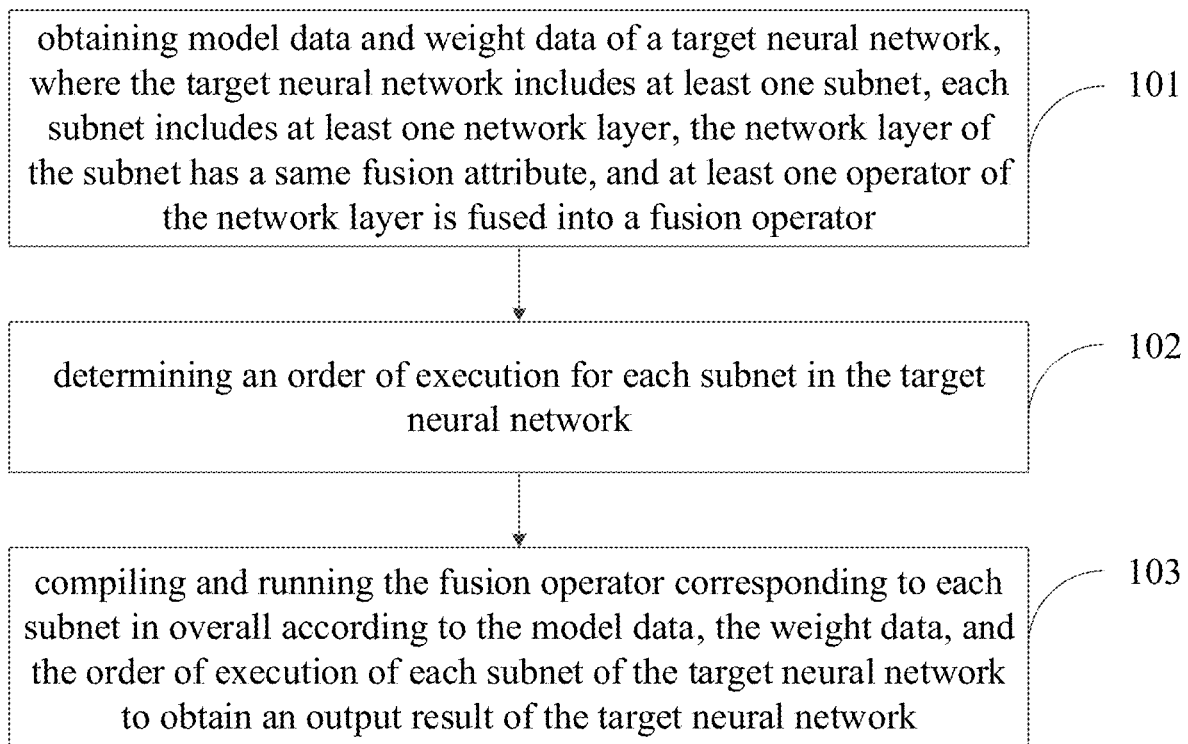 obtaining model data and weight data of a target neural network,
where the target neural network includes at least one subnet, each
subnet includes at least one network layer, the network layer of
the subnet has a same fusion attribute, and at least one operator of
the network layer is fused into a fusion operator
101
determining an order of execution for each subnet in the target
neural network
102
compiling and running the fusion operator corresponding to each
subnet in overall according to the model data, the weight data, and
the order of execution of each subnet of the target neural network
to obtain an output result of the target neural network
103